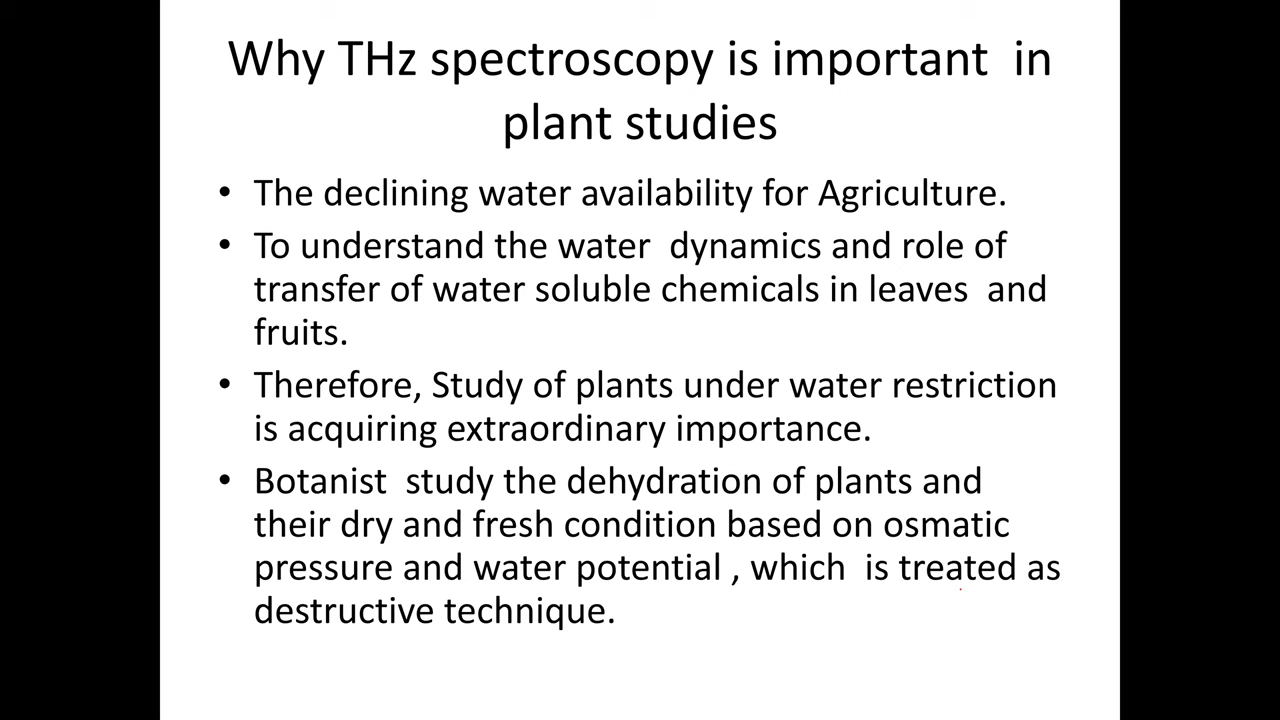 Why THz spectroscopy is important  in
plant studies
• The declining water availability for Agriculture.
• To understand the water  dynamics and role of
transfer of water soluble chemicals in leaves  and
fruits.
• Therefore, Study of plants under water restriction
is acquiring extraordinary importance.
• Botanist  study the dehydration of plants and
their dry and fresh condition based on osmatic
pressure and water potential , which  is treated as
destructive technique.